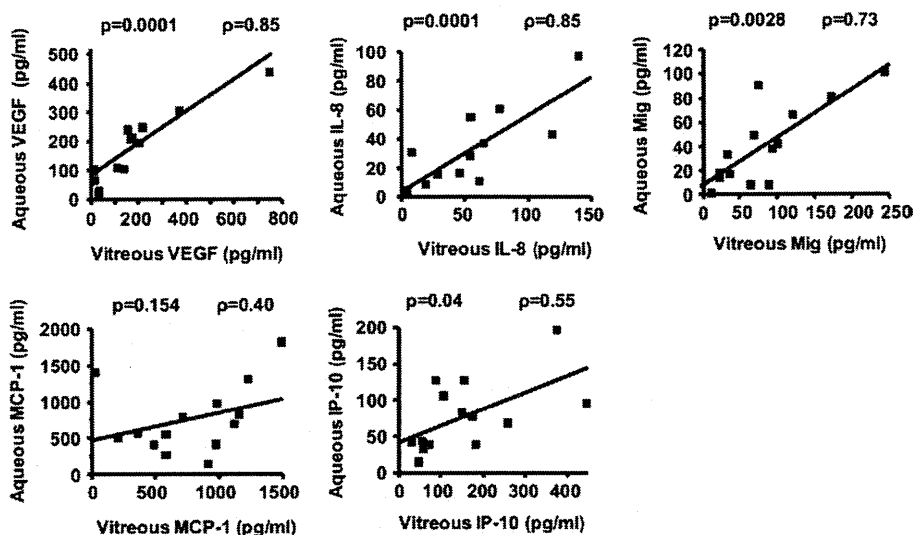 p=0.0001 ρ=0.85
Aqueous VEGF (pg/ml)
500
400
300
200
100
0
0 200 400 600 800
Vitreous VEGF (pg/ml)
p=0.0001 ρ=0.85
Aqueous IL-8 (pg/ml)
100
80
60
40
20
0
0 50 100 150
Vitreous IL-8 (pg/ml)
p=0.0028 ρ=0.73
Aqueous Mig (pg/ml)
120
100
80
60
40
20
0
0 50 100 150 200 250
Vitreous Mig (pg/ml)
p=0.154 ρ=0.40
Aqueous MCP-1 (pg/ml)
2000
1500
1000
500
0
0 500 1000 1500
Vitreous MCP-1 (pg/ml)
p=0.04 ρ=0.55
Aqueous IP-10 (pg/ml)
200
150
100
50
0
0 100 200 300 400
Vitreous IP-10 (pg/ml)